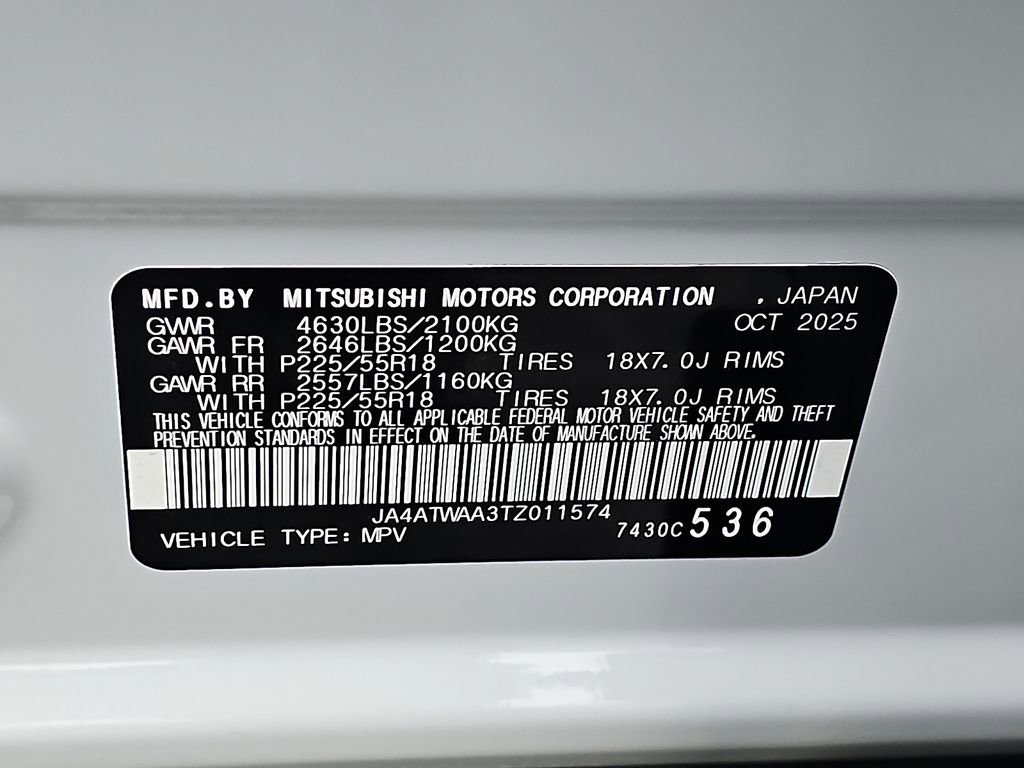 MFD.BY MITSUBISHI MOTORS CORPORATION , JAPAN
GVWR 4630LBS/2100KG OCT 2025
GAWR FR 2646LBS/1200KG
WITH P225/55R18 TIRES 18X7.0J RIMS
GAWR RR 2557LBS/1160KG
WITH P225/55R18 TIRES 18X7.0J RIMS
THIS VEHICLE CONFORMS TO ALL APPLICABLE FEDERAL MOTOR VEHICLE SAFETY AND THEFT
PREVENTION STANDARDS IN EFFECT ON THE DATE OF MANUFACTURE SHOWN ABOVE.
JA4ATWAA3TZ011574
VEHICLE TYPE: MPV 7430C 536